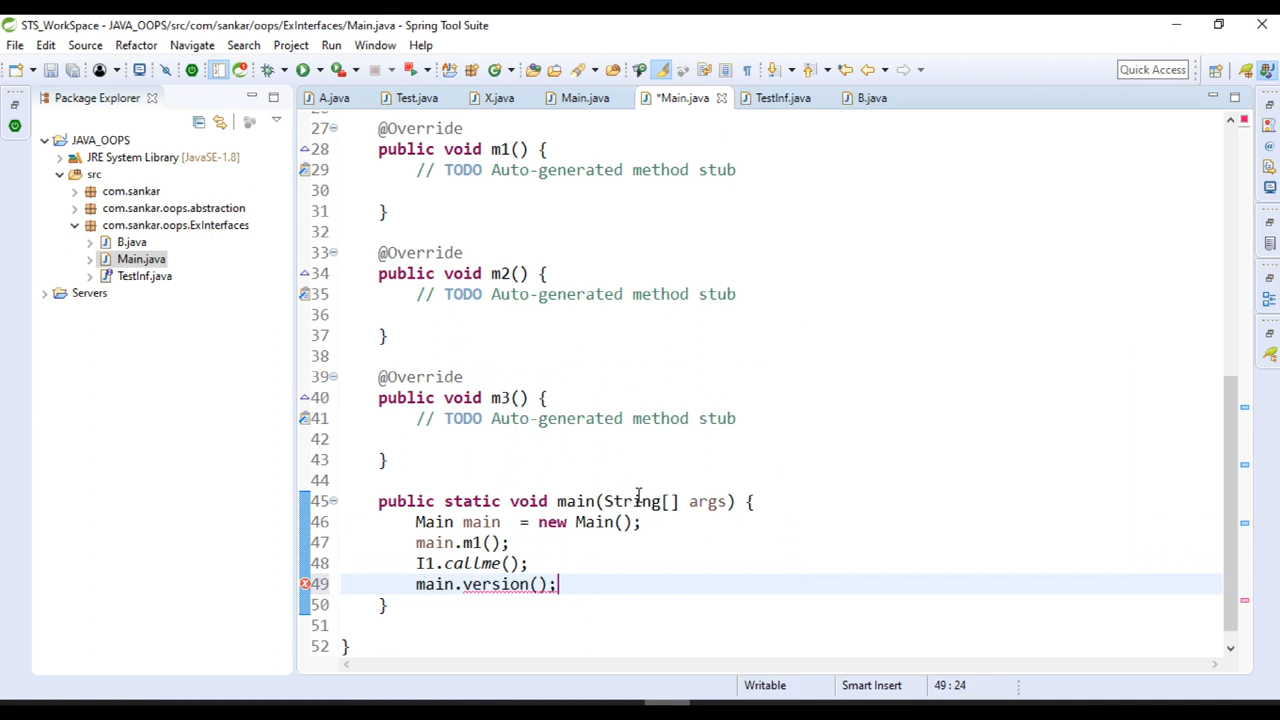 STS_WorkSpace - JAVA_OOPS/src/com/sankar/oops/ExInterfaces/Main.java - Spring Tool Suite
File Edit Source Refactor Navigate Search Project Run Window Help
Quick Access
Package Explorer
A.java Test.java X.java Main.java *Main.java TestInf.java B.java
JAVA_OOPS
JRE System Library [JavaSE-1.8]
src
com.sankar
com.sankar.oops.abstraction
com.sankar.oops.ExInterfaces
B.java
Main.java
TestInf.java
Servers
27 @Override
28 public void m1() {
29 // TODO Auto-generated method stub
30
31 }
32
33 @Override
34 public void m2() {
35 // TODO Auto-generated method stub
36
37 }
38
39 @Override
40 public void m3() {
41 // TODO Auto-generated method stub
42
43 }
44
45 public static void main(String[] args) {
46 Main main  = new Main();
47 main.m1();
48 I1.callme();
49 main.version();
50 }
51
52 }
Writable Smart Insert 49 : 24